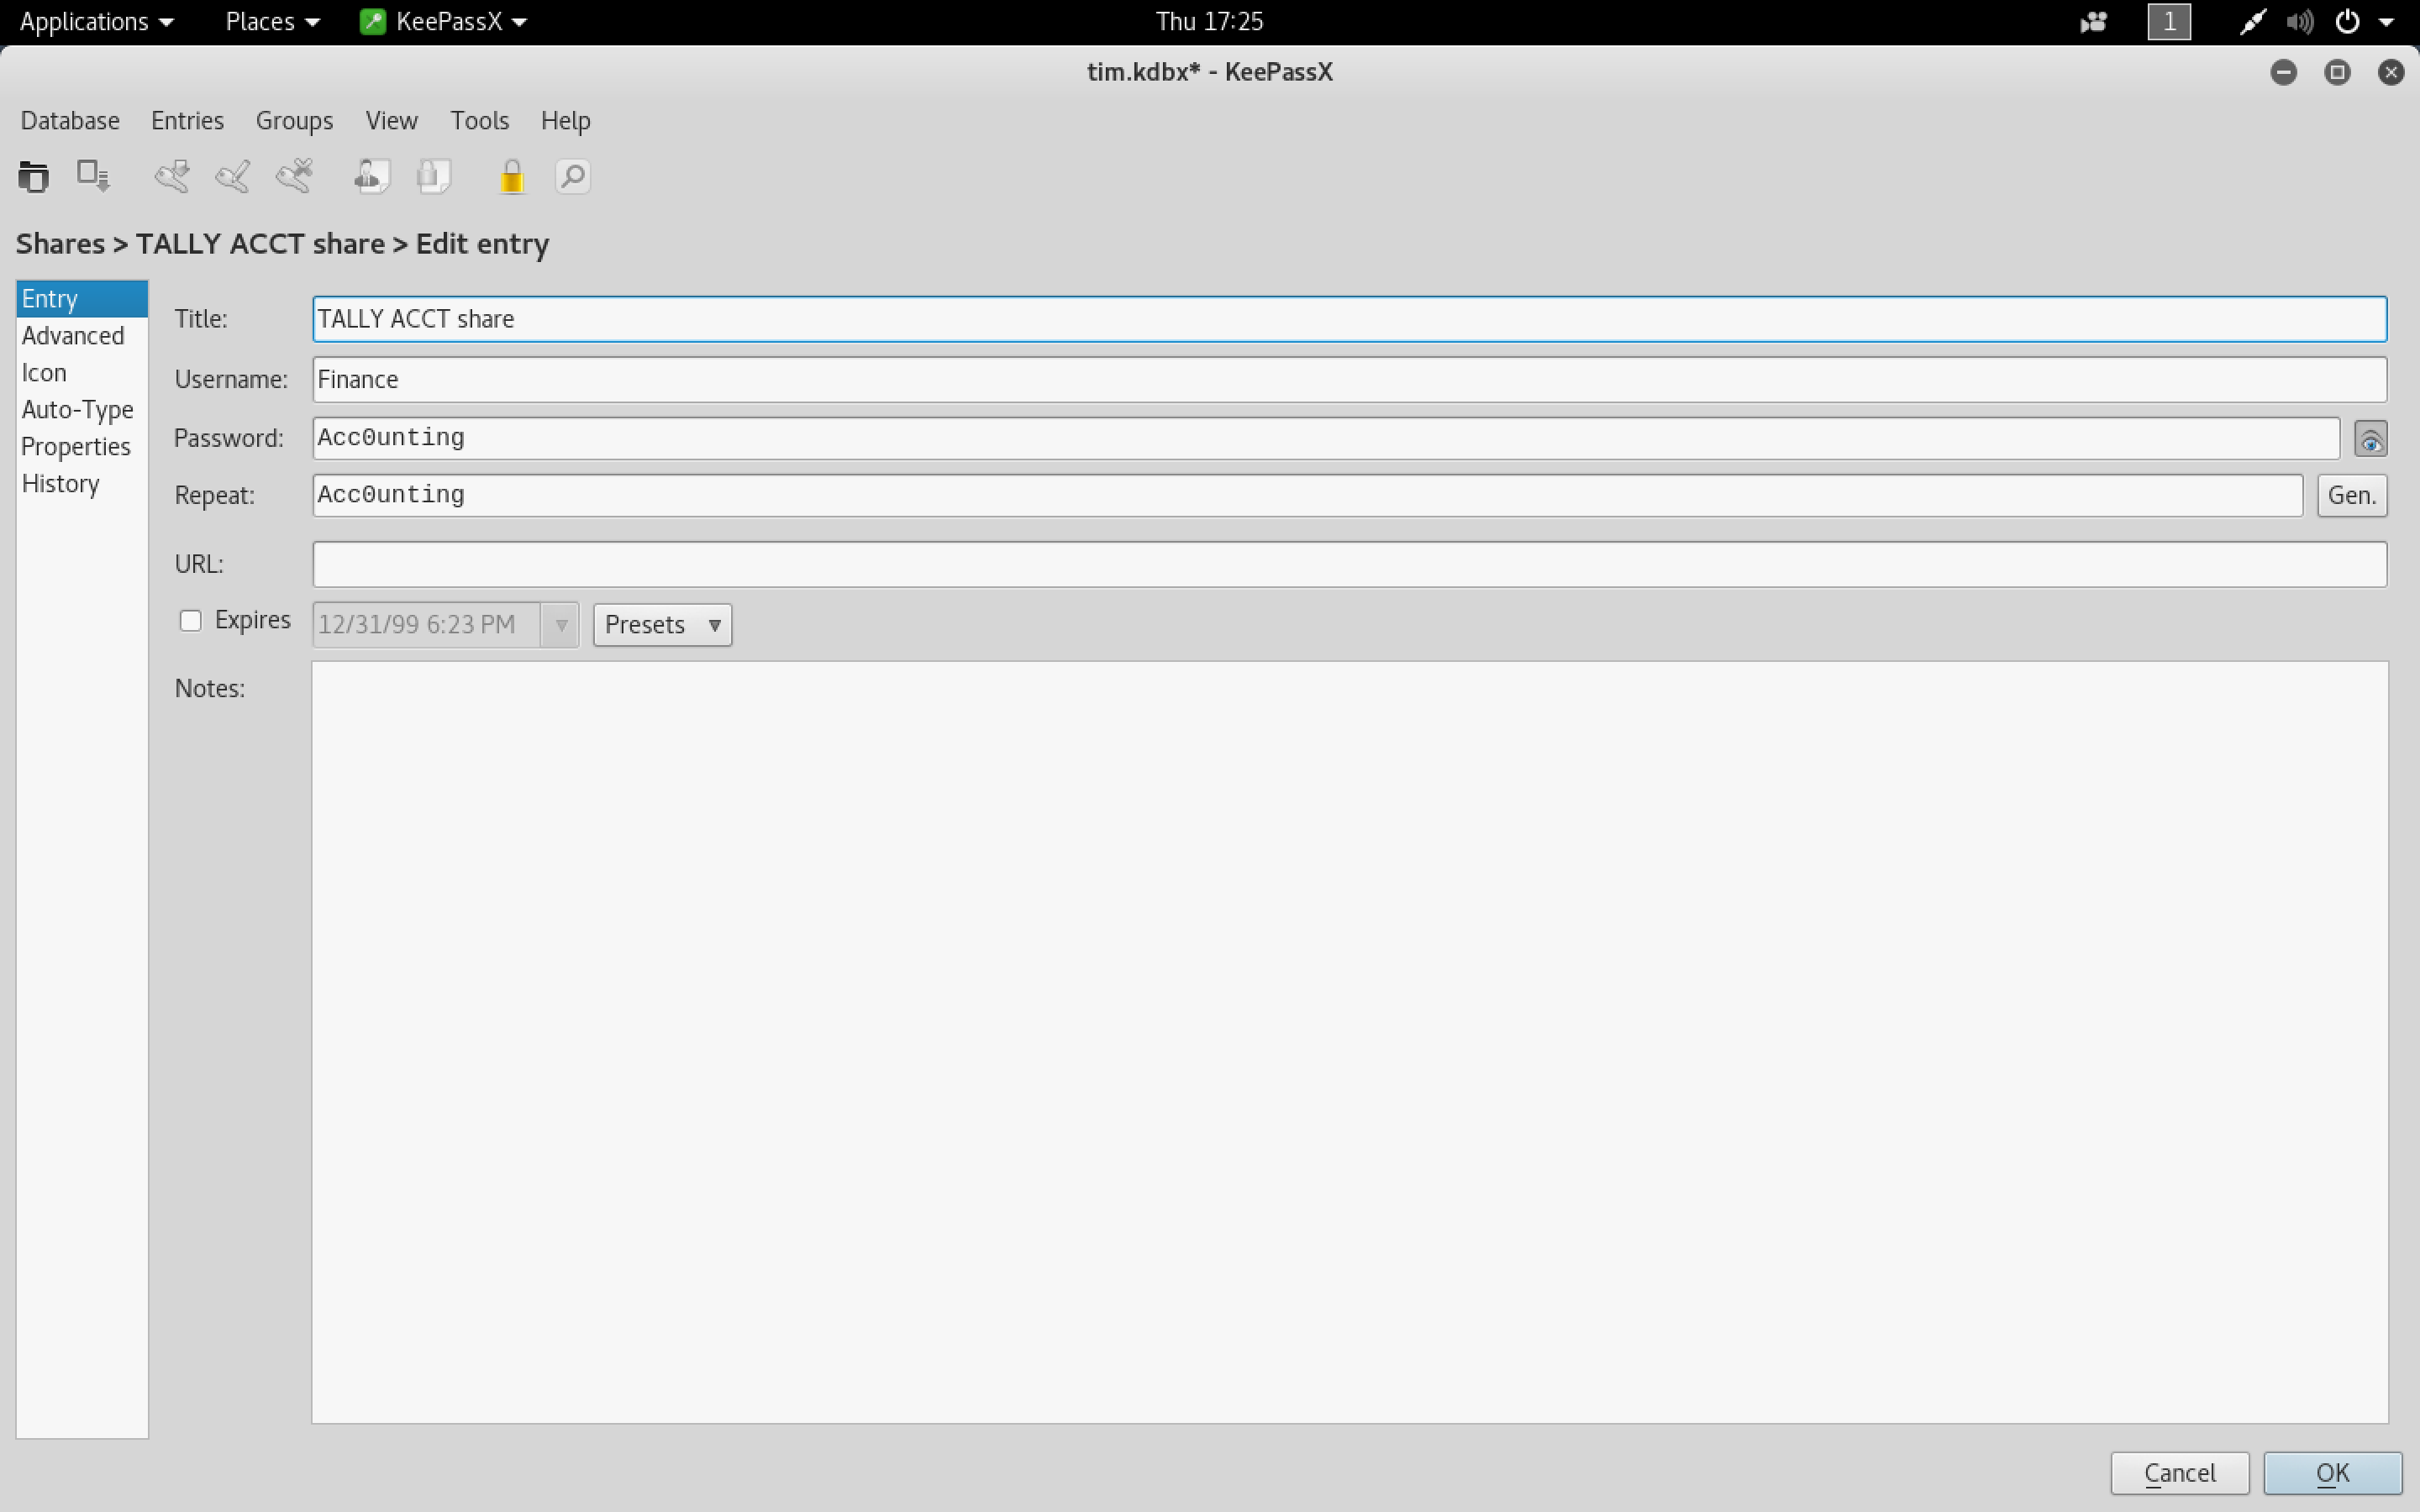 Applications Places KeePassX Thu 17:25 1
tim.kdbx* - KeePassX
Database Entries Groups View Tools Help
Shares > TALLY ACCT share > Edit entry
Entry
Advanced
Icon
Auto-Type
Properties
History
Title: TALLY ACCT share
Username: Finance
Password: Acc0unting
Repeat: Acc0unting Gen.
URL:
Expires 12/31/99 6:23 PM Presets
Notes:
Cancel OK